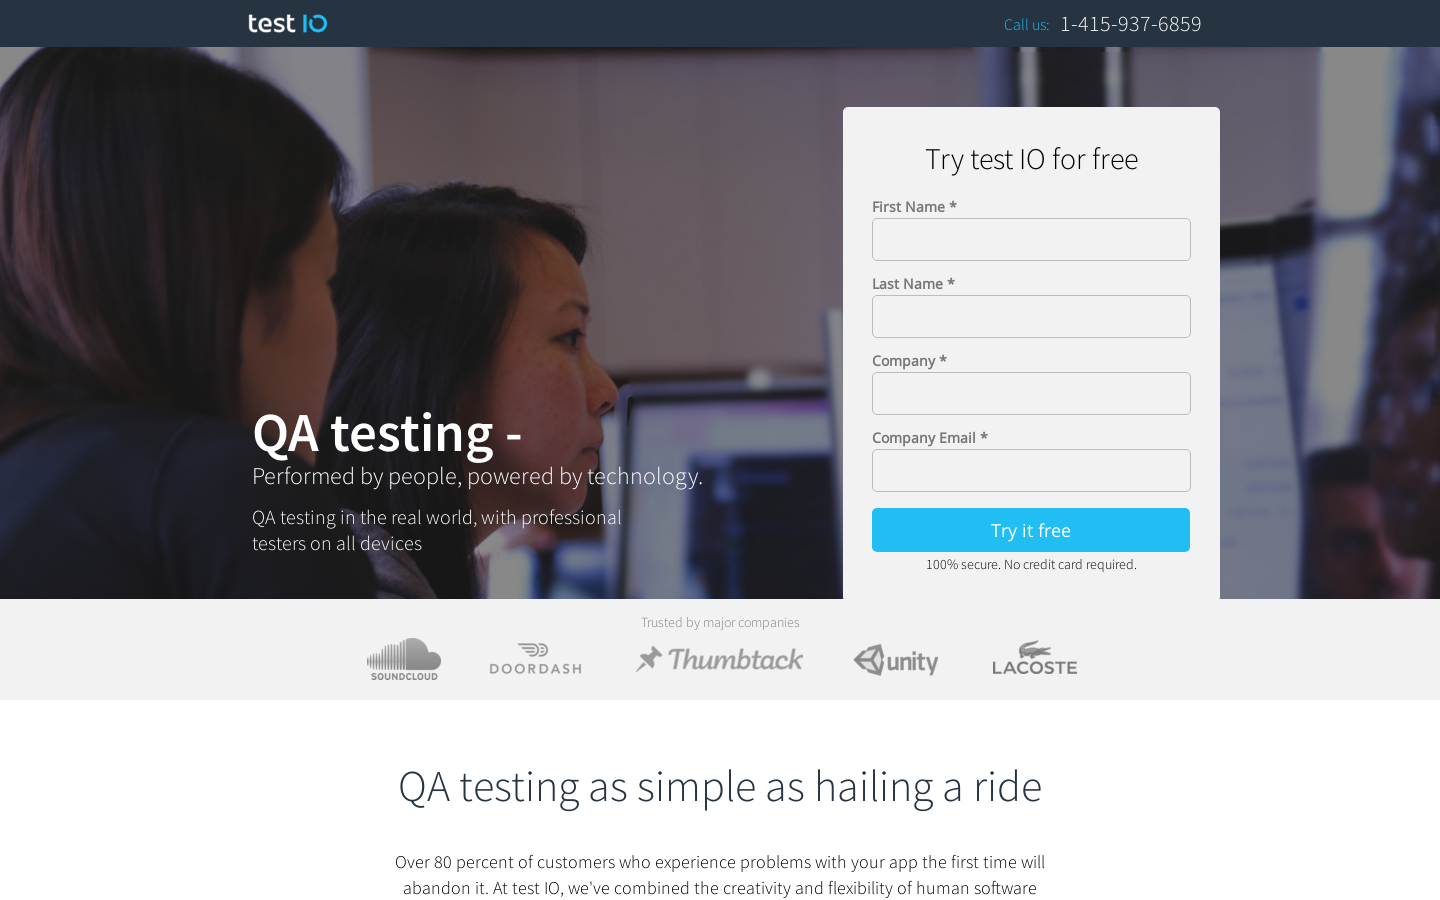 test IO
Call us: 1-415-937-6859
Try test IO for free
First Name *
Last Name *
Company *
Company Email *
Try it free
100% secure. No credit card required.
QA testing -
Performed by people, powered by technology.
QA testing in the real world, with professional
testers on all devices
Trusted by major companies
SOUNDCLOUD
DOORDASH
Thumbtack
unity
LACOSTE
QA testing as simple as hailing a ride
Over 80 percent of customers who experience problems with your app the first time will
abandon it. At test IO, we've combined the creativity and flexibility of human software